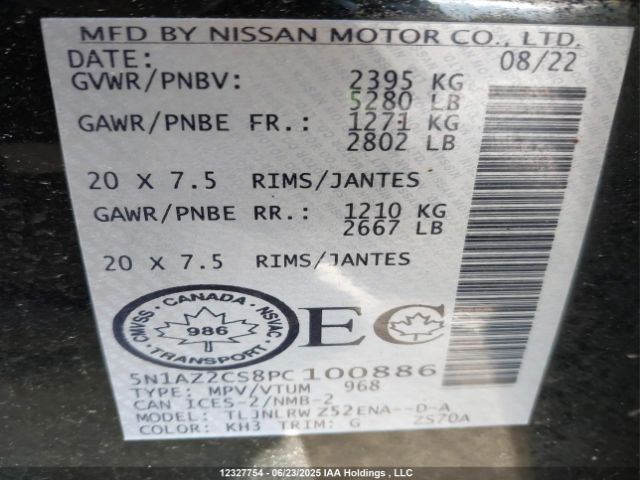 MFD BY NISSAN MOTOR CO., LTD.
DATE: 08/22
GVWR/PNBV: 2395 KG
5280 LB
GAWR/PNBE FR.: 1271 KG
2802 LB
20 X 7.5 RIMS/JANTES
GAWR/PNBE RR.: 1210 KG
2667 LB
20 X 7.5 RIMS/JANTES
CANADA
CMVSS 986 NSVAC
EC
5N1AZ2CS8PC100886
TYPE: MPV/VTUM 968
CAN ICES-2/NMB-2
MODEL: TLJNLRW Z52ENA--D-A
COLOR: KH3 TRIM: G ZS70A
12327754 - 06/23/2025 IAA Holdings , LLC